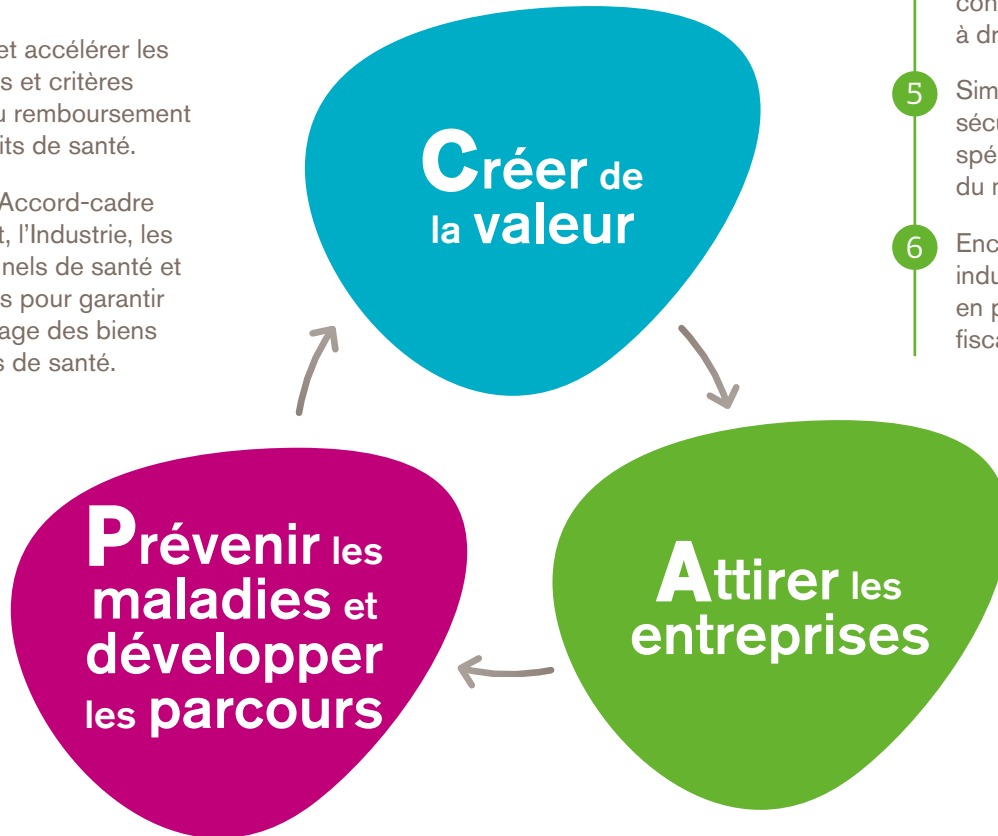 et accélérer les
s et critères
u remboursement
its de santé.
Accord-cadre
t, l'Industrie, les
nels de santé et
s pour garantir
age des biens
s de santé.
Créer de
la valeur
con
à dr
5 Sim
sécu
spé
du m
6 Enc
indu
en p
fisca
Prévenir les
maladies et
développer
les parcours
Attirer les
entreprises